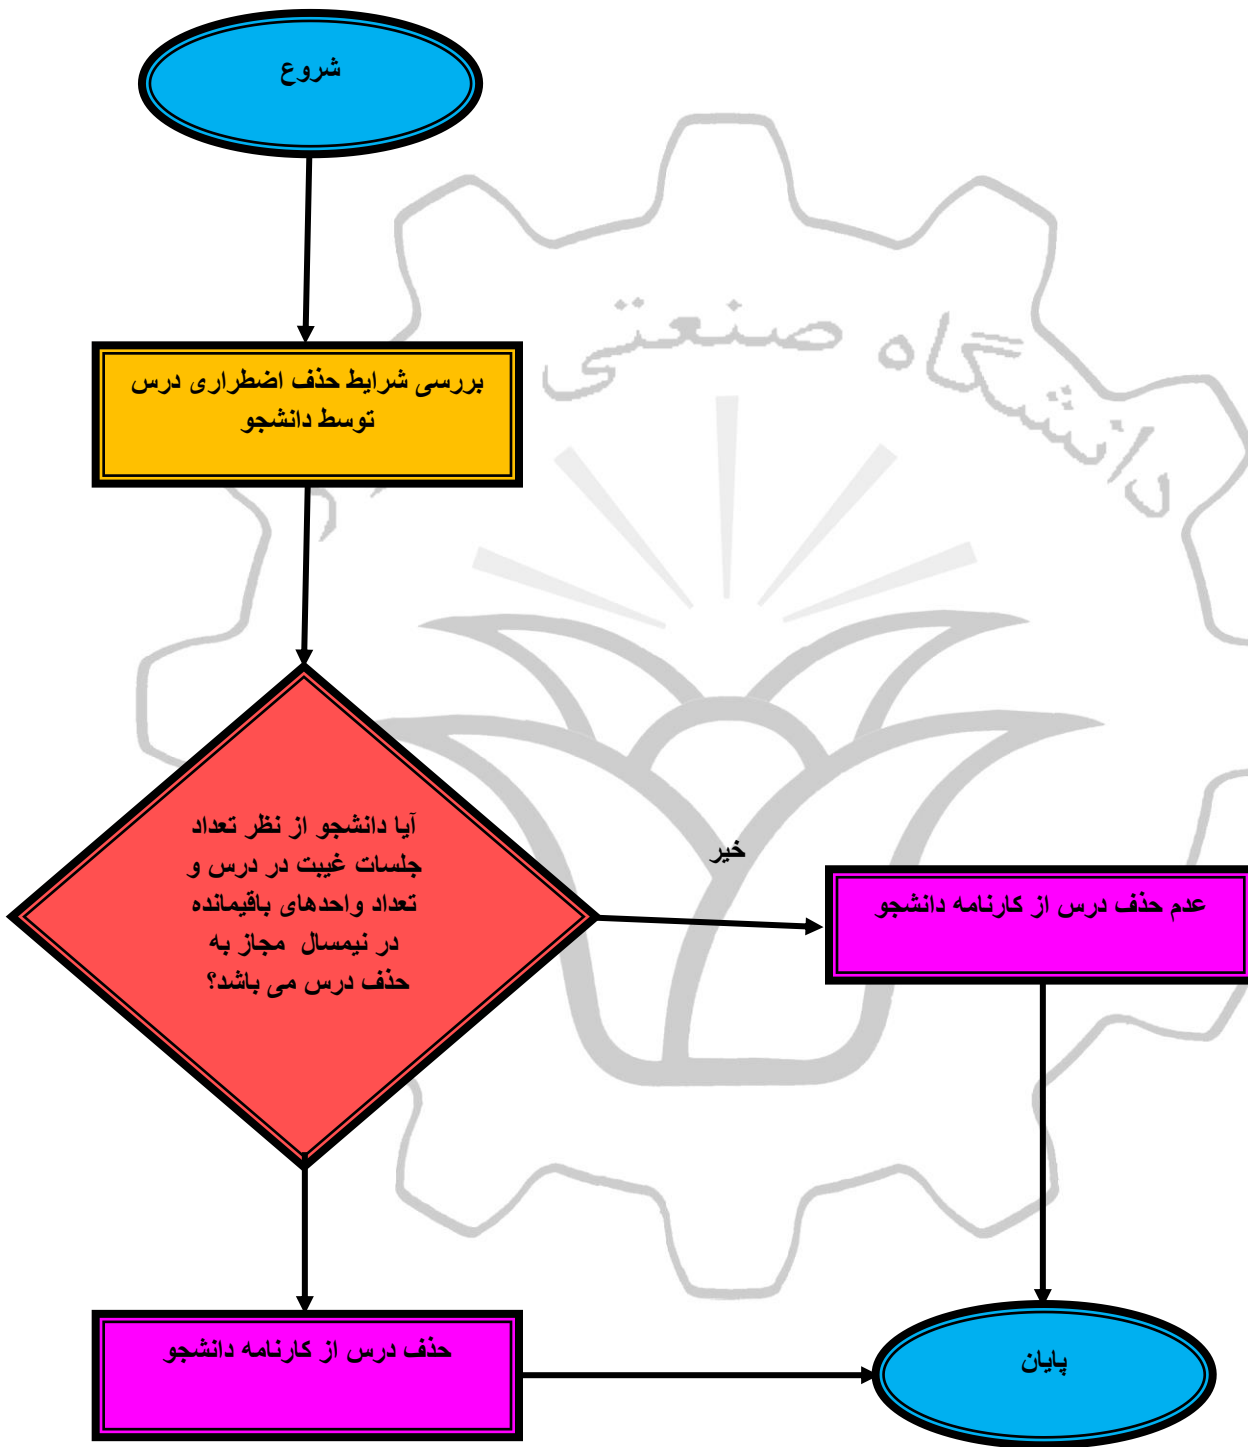 شروع
دانشگاه صنعتی
بررسی شرایط حذف اضطراری درس
توسط دانشجو
آیا دانشجو از نظر تعداد
جلسات غیبت در درس و
تعداد واحدهای باقیمانده
در نیمسال مجاز به
حذف درس می باشد؟
خیر
عدم حذف درس از کارنامه دانشجو
حذف درس از کارنامه دانشجو
پایان